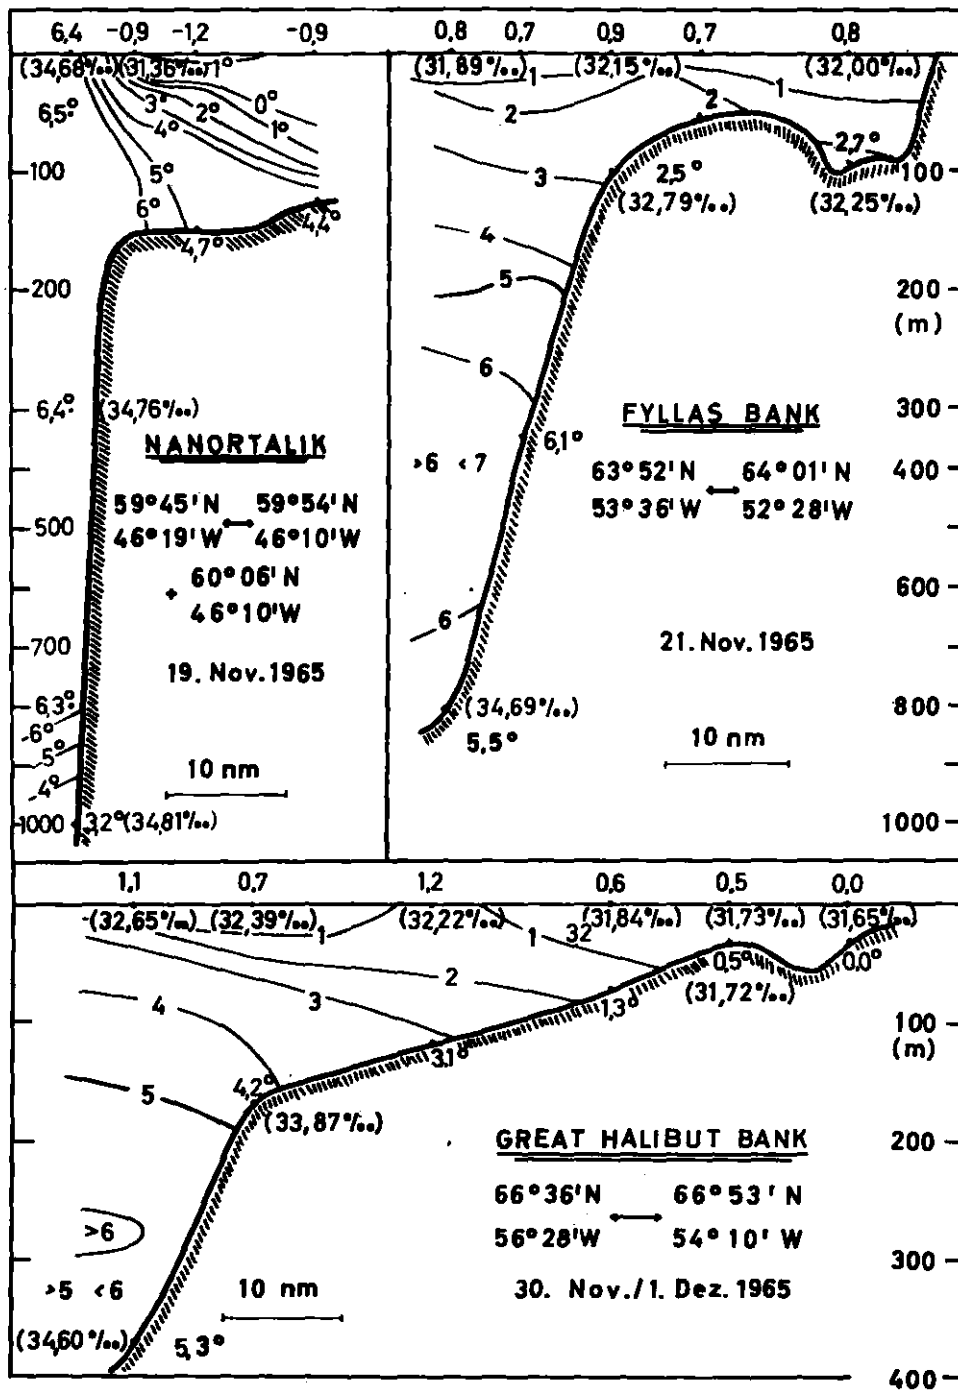 6,4 -0,9 -1,2 -0,9
(34,68‰) (31,36‰) -1°
0°
1°
2°
3°
4°
5°
6°
6,5°
100
4,7° 4,4°
200
6,4° (34,76‰)
NANORTALIK
59°45'N ↔ 59°54'N
46°19'W 46°10'W
+ 60°06'N
46°10'W
500
700
19. Nov. 1965
6,3°
6°
5°
4°
10 nm
1000 3,2° (34,81‰)
0,8 0,7 0,9 0,7 0,8
(31,89‰) 1 (32,15‰) (32,00‰)
1
2 2
2,7°
3 2,5° 100
(32,79‰) (32,25‰)
4
5 200
(m)
6
300
FYLLAS BANK
6,1°
>6 <7 400
63°52'N ↔ 64°01'N
53°36'W 52°28'W
600
6
21. Nov. 1965
(34,69‰) 800
5,5°
10 nm
1000
1,1 0,7 1,2 0,6 0,5 0,0
(32,65‰) (32,39‰) 1 (32,22‰) 1 32 (31,84‰) (31,73‰) (31,65‰)
2 0,5° 0,0°
3 (31,72‰)
4 1,3°
100
(m)
3,1°
5 4,2°
(33,87‰)
GREAT HALIBUT BANK
200
66°36'N ↔ 66°53'N
56°28'W 54°10'W
>6
300
>5 <6 10 nm
30. Nov./1. Dez. 1965
(34,60‰) 5,3°
400